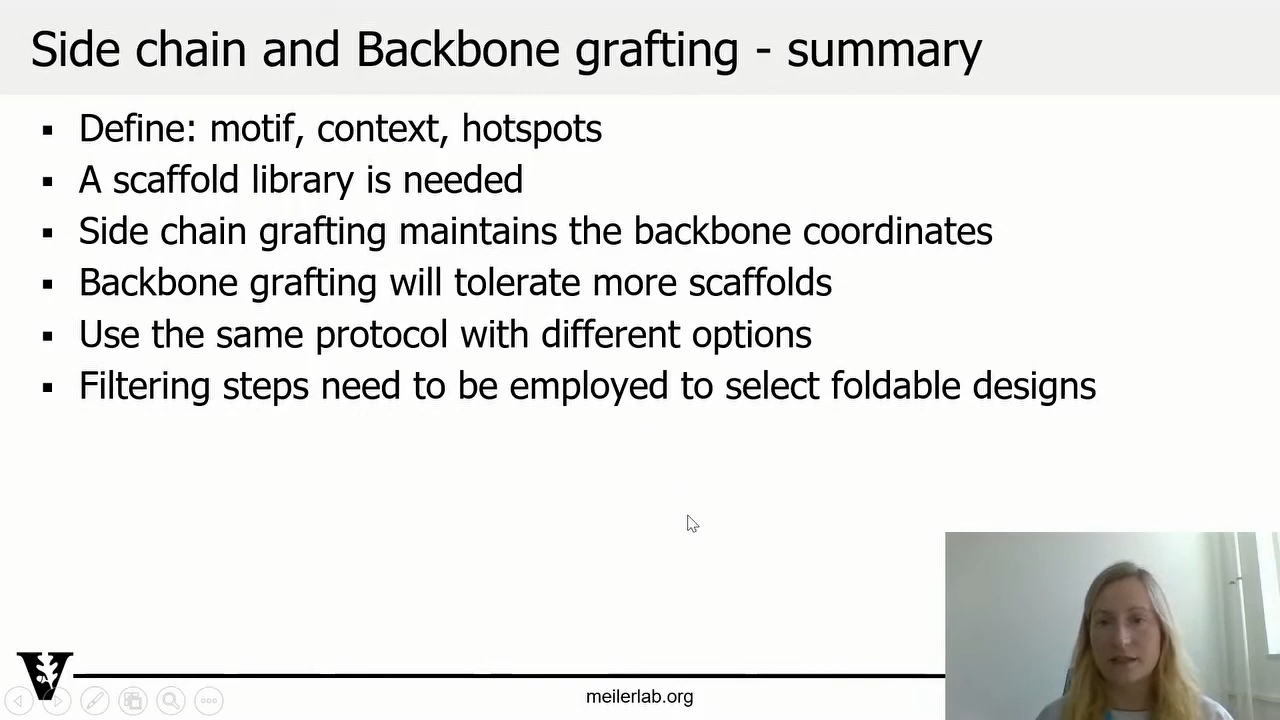 Side chain and Backbone grafting - summary
Define: motif, context, hotspots
A scaffold library is needed
Side chain grafting maintains the backbone coordinates
Backbone grafting will tolerate more scaffolds
Use the same protocol with different options
Filtering steps need to be employed to select foldable designs
V
meilerlab.org